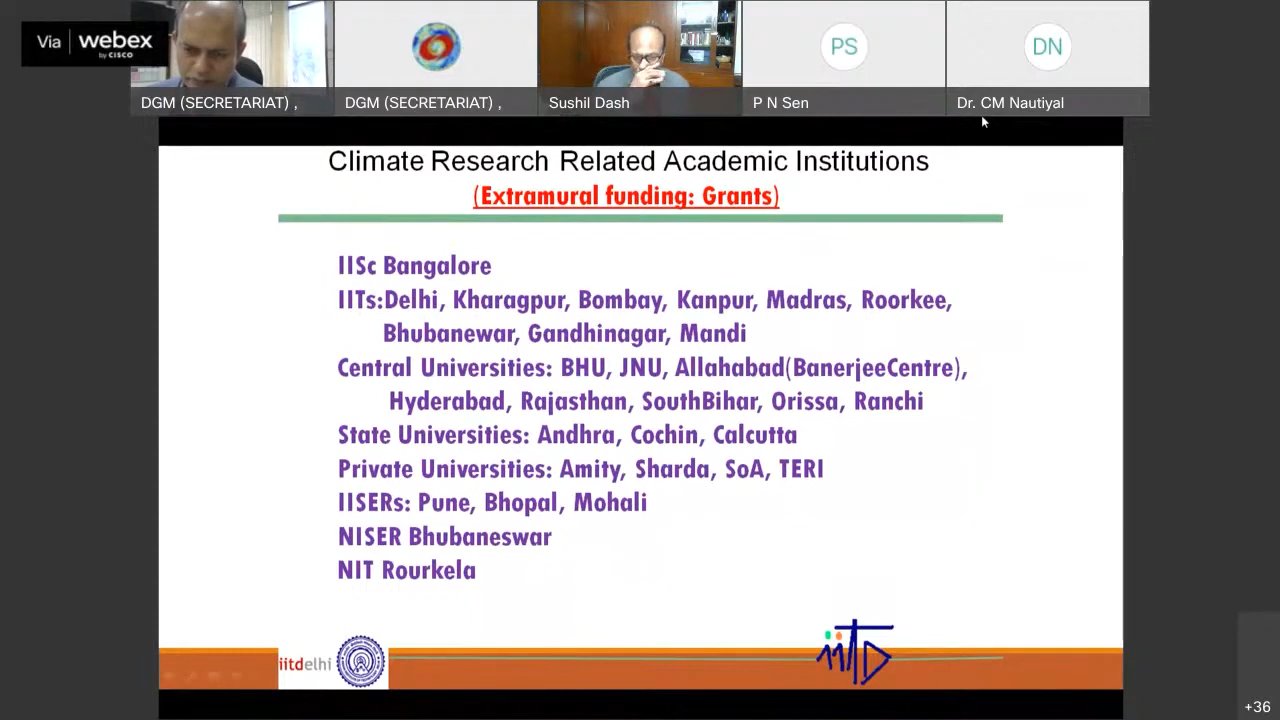 Via webex
by CISCO
DGM (SECRETARIAT) ,
DGM (SECRETARIAT) ,
Sushil Dash
PS
P N Sen
DN
Dr. CM Nautiyal
Climate Research Related Academic Institutions
(Extramural funding: Grants)
IISc Bangalore
IITs:Delhi, Kharagpur, Bombay, Kanpur, Madras, Roorkee,
Bhubanewar, Gandhinagar, Mandi
Central Universities: BHU, JNU, Allahabad(BanerjeeCentre),
Hyderabad, Rajasthan, SouthBihar, Orissa, Ranchi
State Universities: Andhra, Cochin, Calcutta
Private Universities: Amity, Sharda, SoA, TERI
IISERs: Pune, Bhopal, Mohali
NISER Bhubaneswar
NIT Rourkela
iitdelhi
iiTD
+36